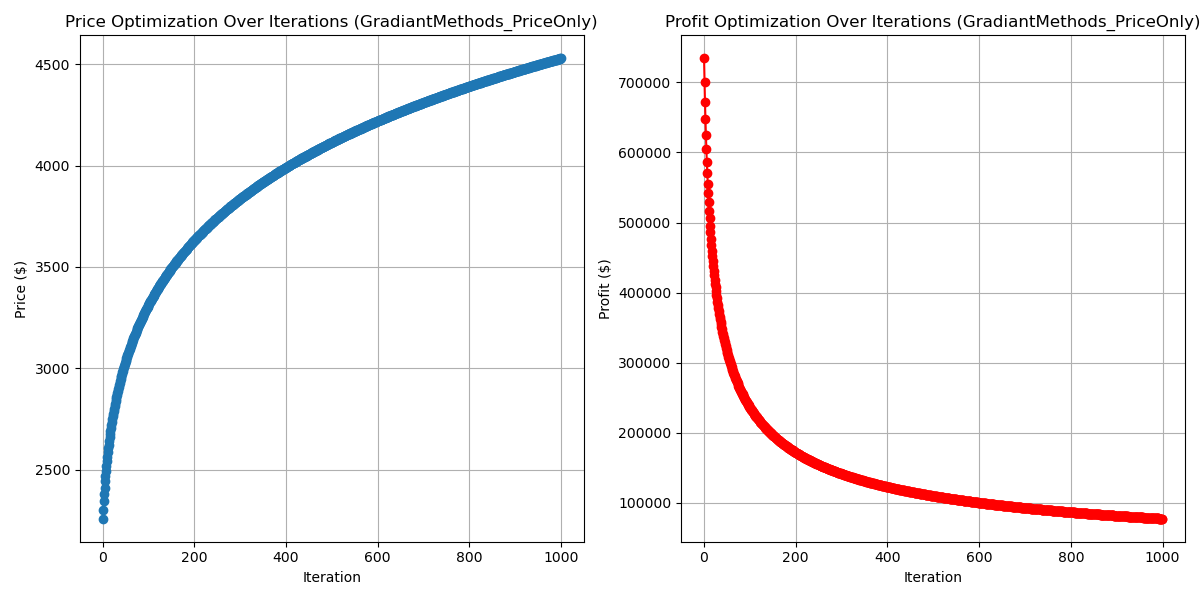 Price Optimization Over Iterations (GradiantMethods_PriceOnly)
Price ($)
4500
4000
3500
3000
2500
0 200 400 600 800 1000
Iteration
Profit Optimization Over Iterations (GradiantMethods_PriceOnly)
Profit ($)
700000
600000
500000
400000
300000
200000
100000
0 200 400 600 800 1000
Iteration